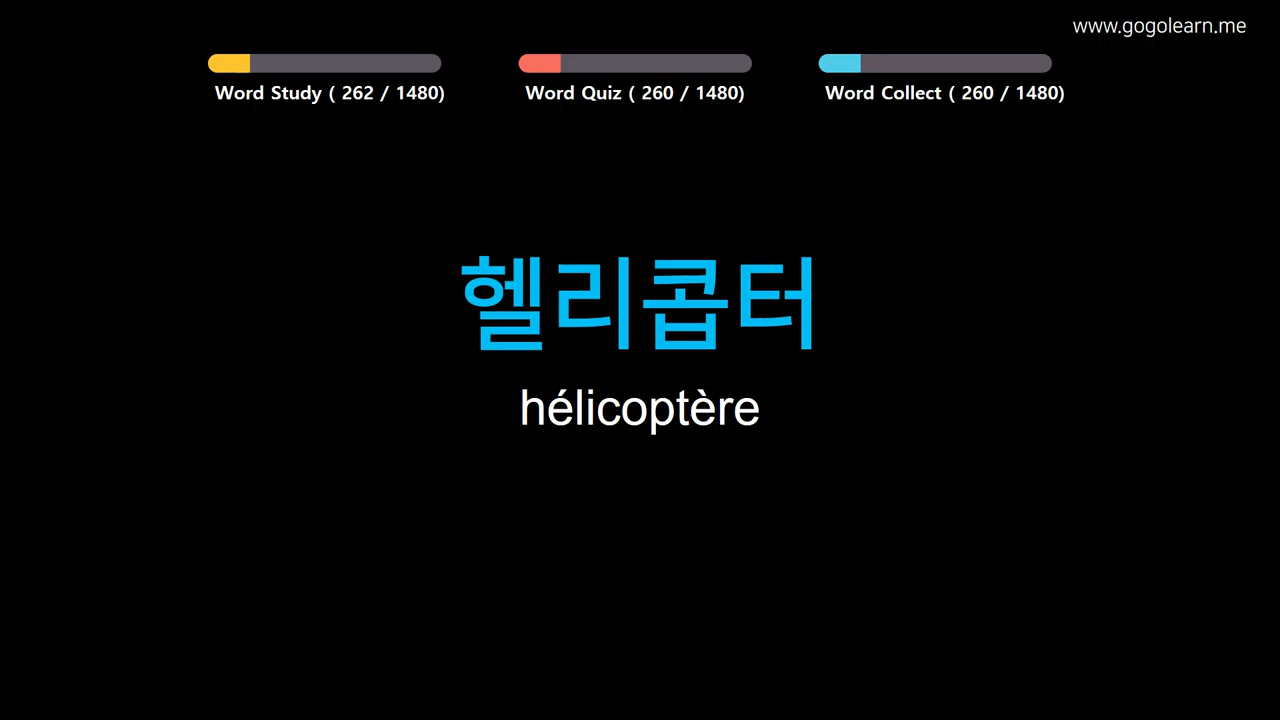 www.gogolearn.me
Word Study ( 262 / 1480)
Word Quiz ( 260 / 1480)
Word Collect ( 260 / 1480)
헬리콥터
hélicoptère